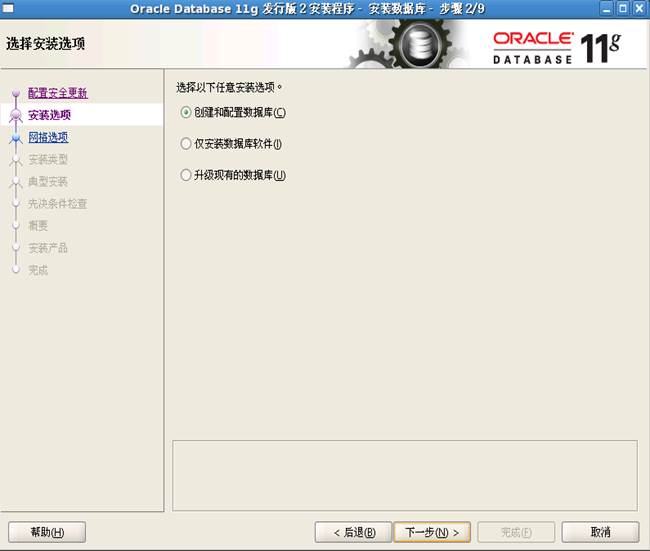 Oracle Database 11g 发行版 2 安装程序 - 安装数据库 - 步骤 2/9
选择安装选项
ORACLE
DATABASE
11g
配置安全更新
安装选项
网格选项
安装类型
典型安装
先决条件检查
概要
安装产品
完成
选择以下任意安装选项。
创建和配置数据库(C)
仅安装数据库软件(I)
升级现有的数据库(U)
帮助(H)
< 后退(B)
下一步(N) >
完成(F)
取消